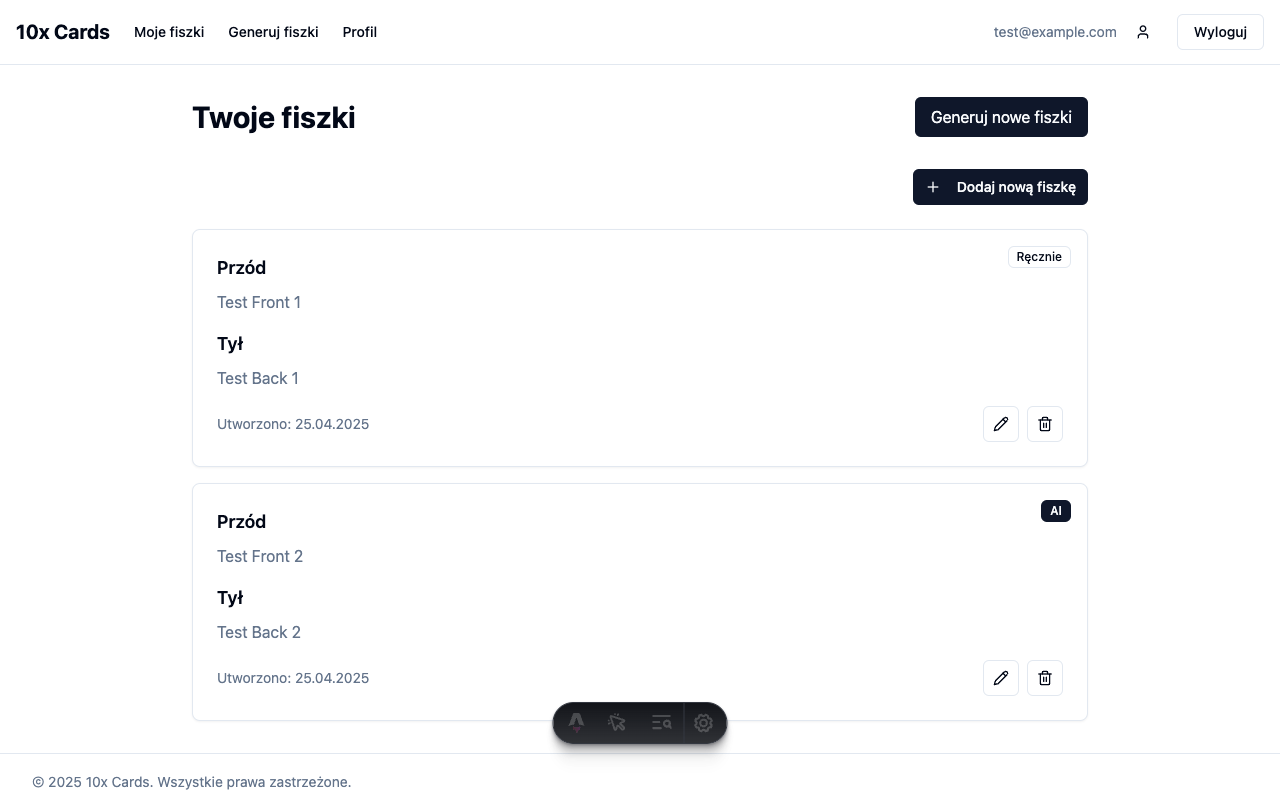 10x Cards Moje fiszki Generuj fiszki Profil test@example.com Wyloguj
Twoje fiszki Generuj nowe fiszki
Dodaj nową fiszkę
Przód Ręcznie
Test Front 1
Tył
Test Back 1
Utworzono: 25.04.2025
Przód AI
Test Front 2
Tył
Test Back 2
Utworzono: 25.04.2025
© 2025 10x Cards. Wszystkie prawa zastrzeżone.